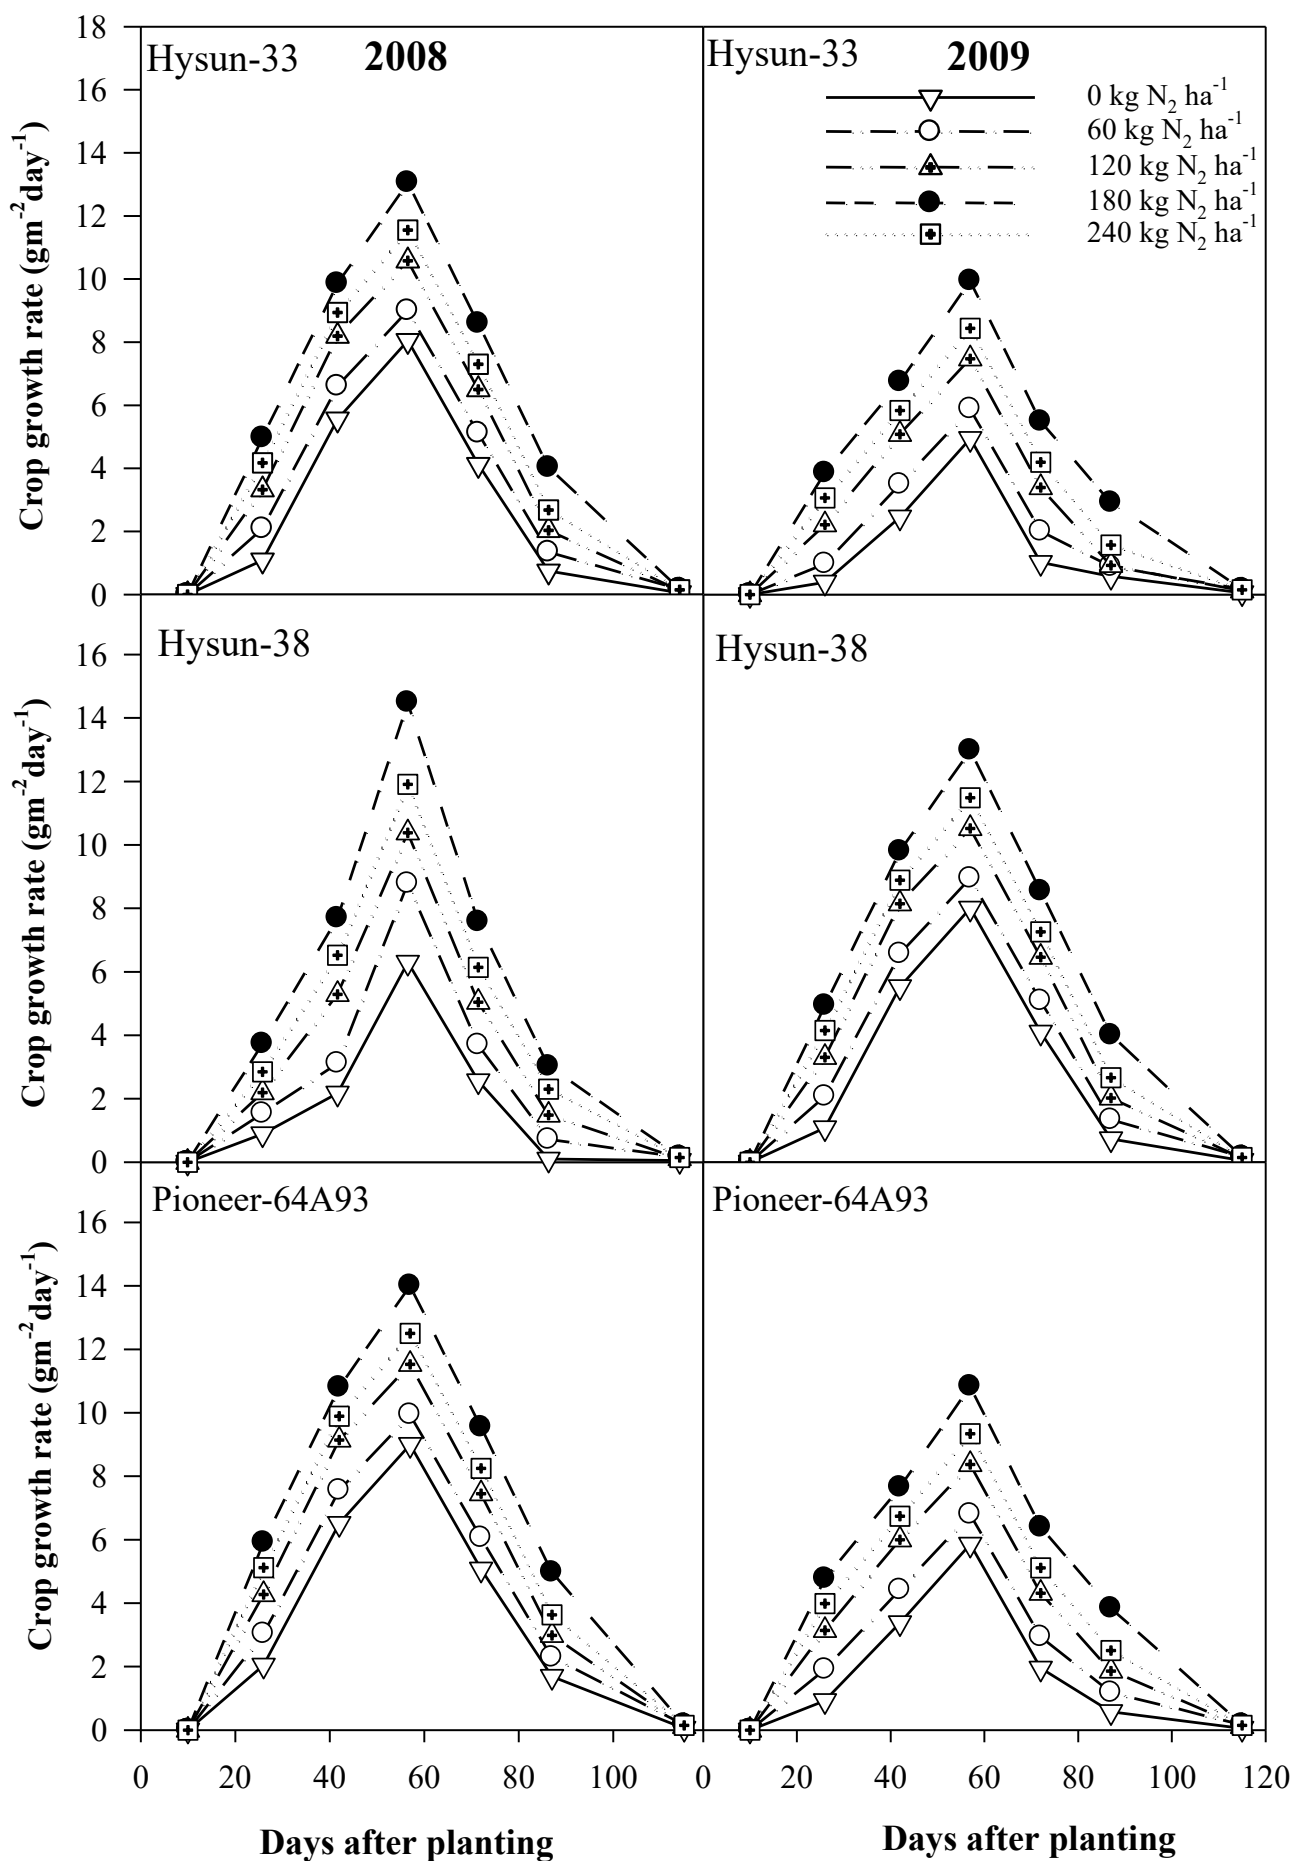 Hysun-33 2008
Hysun-33 2009
0 kg N₂ ha⁻¹
60 kg N₂ ha⁻¹
120 kg N₂ ha⁻¹
180 kg N₂ ha⁻¹
240 kg N₂ ha⁻¹
Crop growth rate (gm⁻²day⁻¹)
18
16
14
12
10
8
6
4
2
0
Hysun-38
Hysun-38
Crop growth rate (gm⁻²day⁻¹)
16
14
12
10
8
6
4
2
0
Pioneer-64A93
Pioneer-64A93
Crop growth rate (gm⁻²day⁻¹)
16
14
12
10
8
6
4
2
0
0 20 40 60 80 100
0 20 40 60 80 100 120
Days after planting
Days after planting